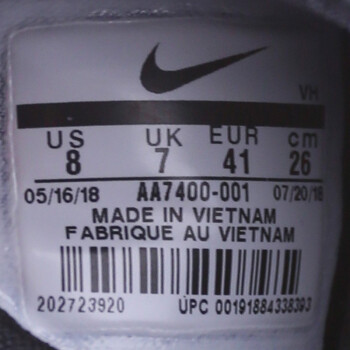 VH
US UK EUR cm
8 7 41 26
05/16/18 AA7400-001 07/20/18
MADE IN VIETNAM
FABRIQUE AU VIETNAM
202723920 UPC 00191884338393